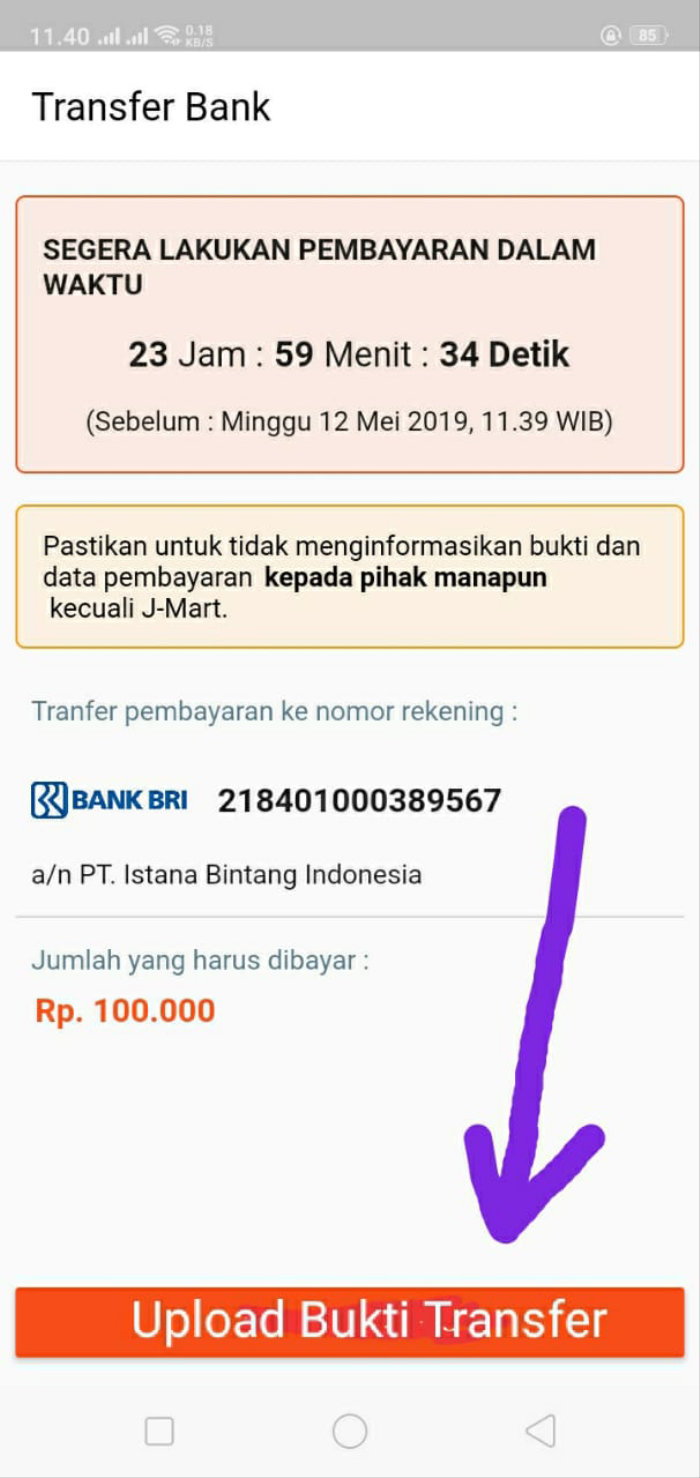 11.40 0.18 KB/S 85
Transfer Bank
SEGERA LAKUKAN PEMBAYARAN DALAM
WAKTU
23 Jam : 59 Menit : 34 Detik
(Sebelum : Minggu 12 Mei 2019, 11.39 WIB)
Pastikan untuk tidak menginformasikan bukti dan
data pembayaran kepada pihak manapun
kecuali J-Mart.
Tranfer pembayaran ke nomor rekening :
BANK BRI 218401000389567
a/n PT. Istana Bintang Indonesia
Jumlah yang harus dibayar :
Rp. 100.000
Upload Bukti Transfer